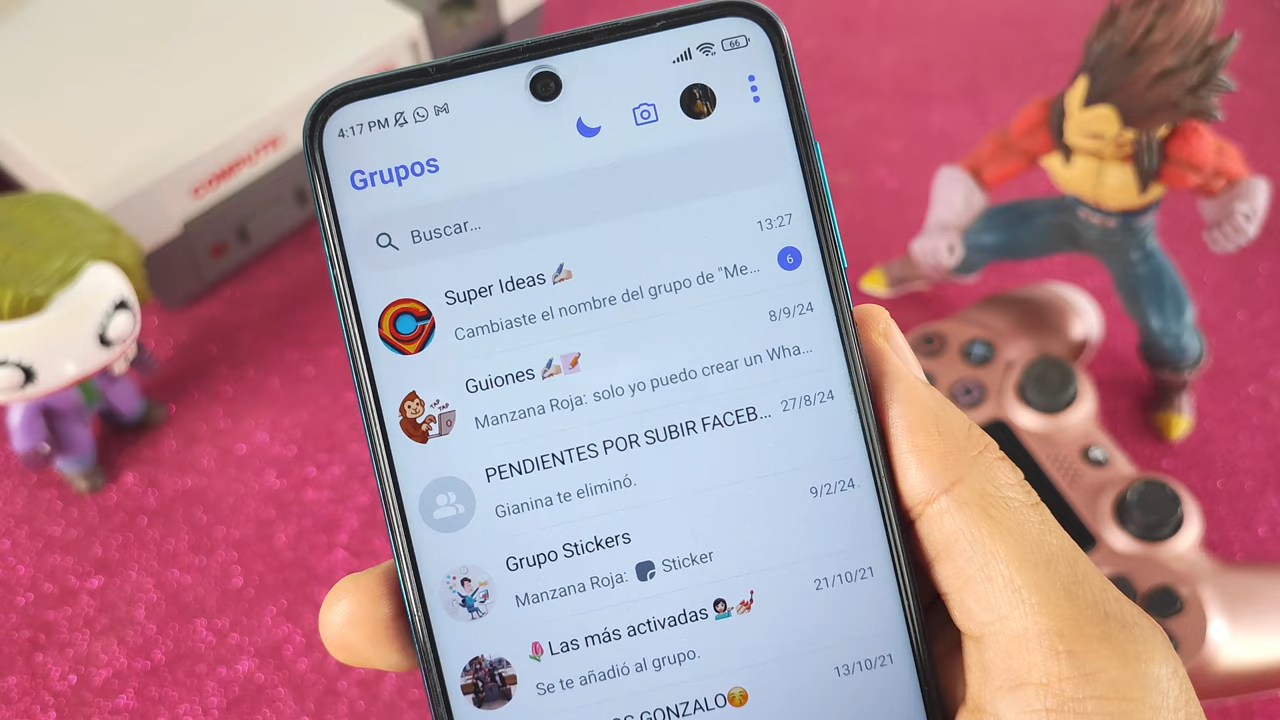 4:17 PM
66
Grupos
Buscar...
13:27
Super Ideas ✍🏼
Cambiaste el nombre del grupo de "Me...
6
8/9/24
Guiones ✍🏼📝
Manzana Roja: solo yo puedo crear un Wha...
27/8/24
PENDIENTES POR SUBIR FACEB...
Gianina te eliminó.
9/2/24
Grupo Stickers
Manzana Roja: Sticker
21/10/21
🌷Las más activadas 💁🏻‍♀️💅
Se te añadió al grupo.
13/10/21
GONZALO😚
COMPUTE
TAP
TAP